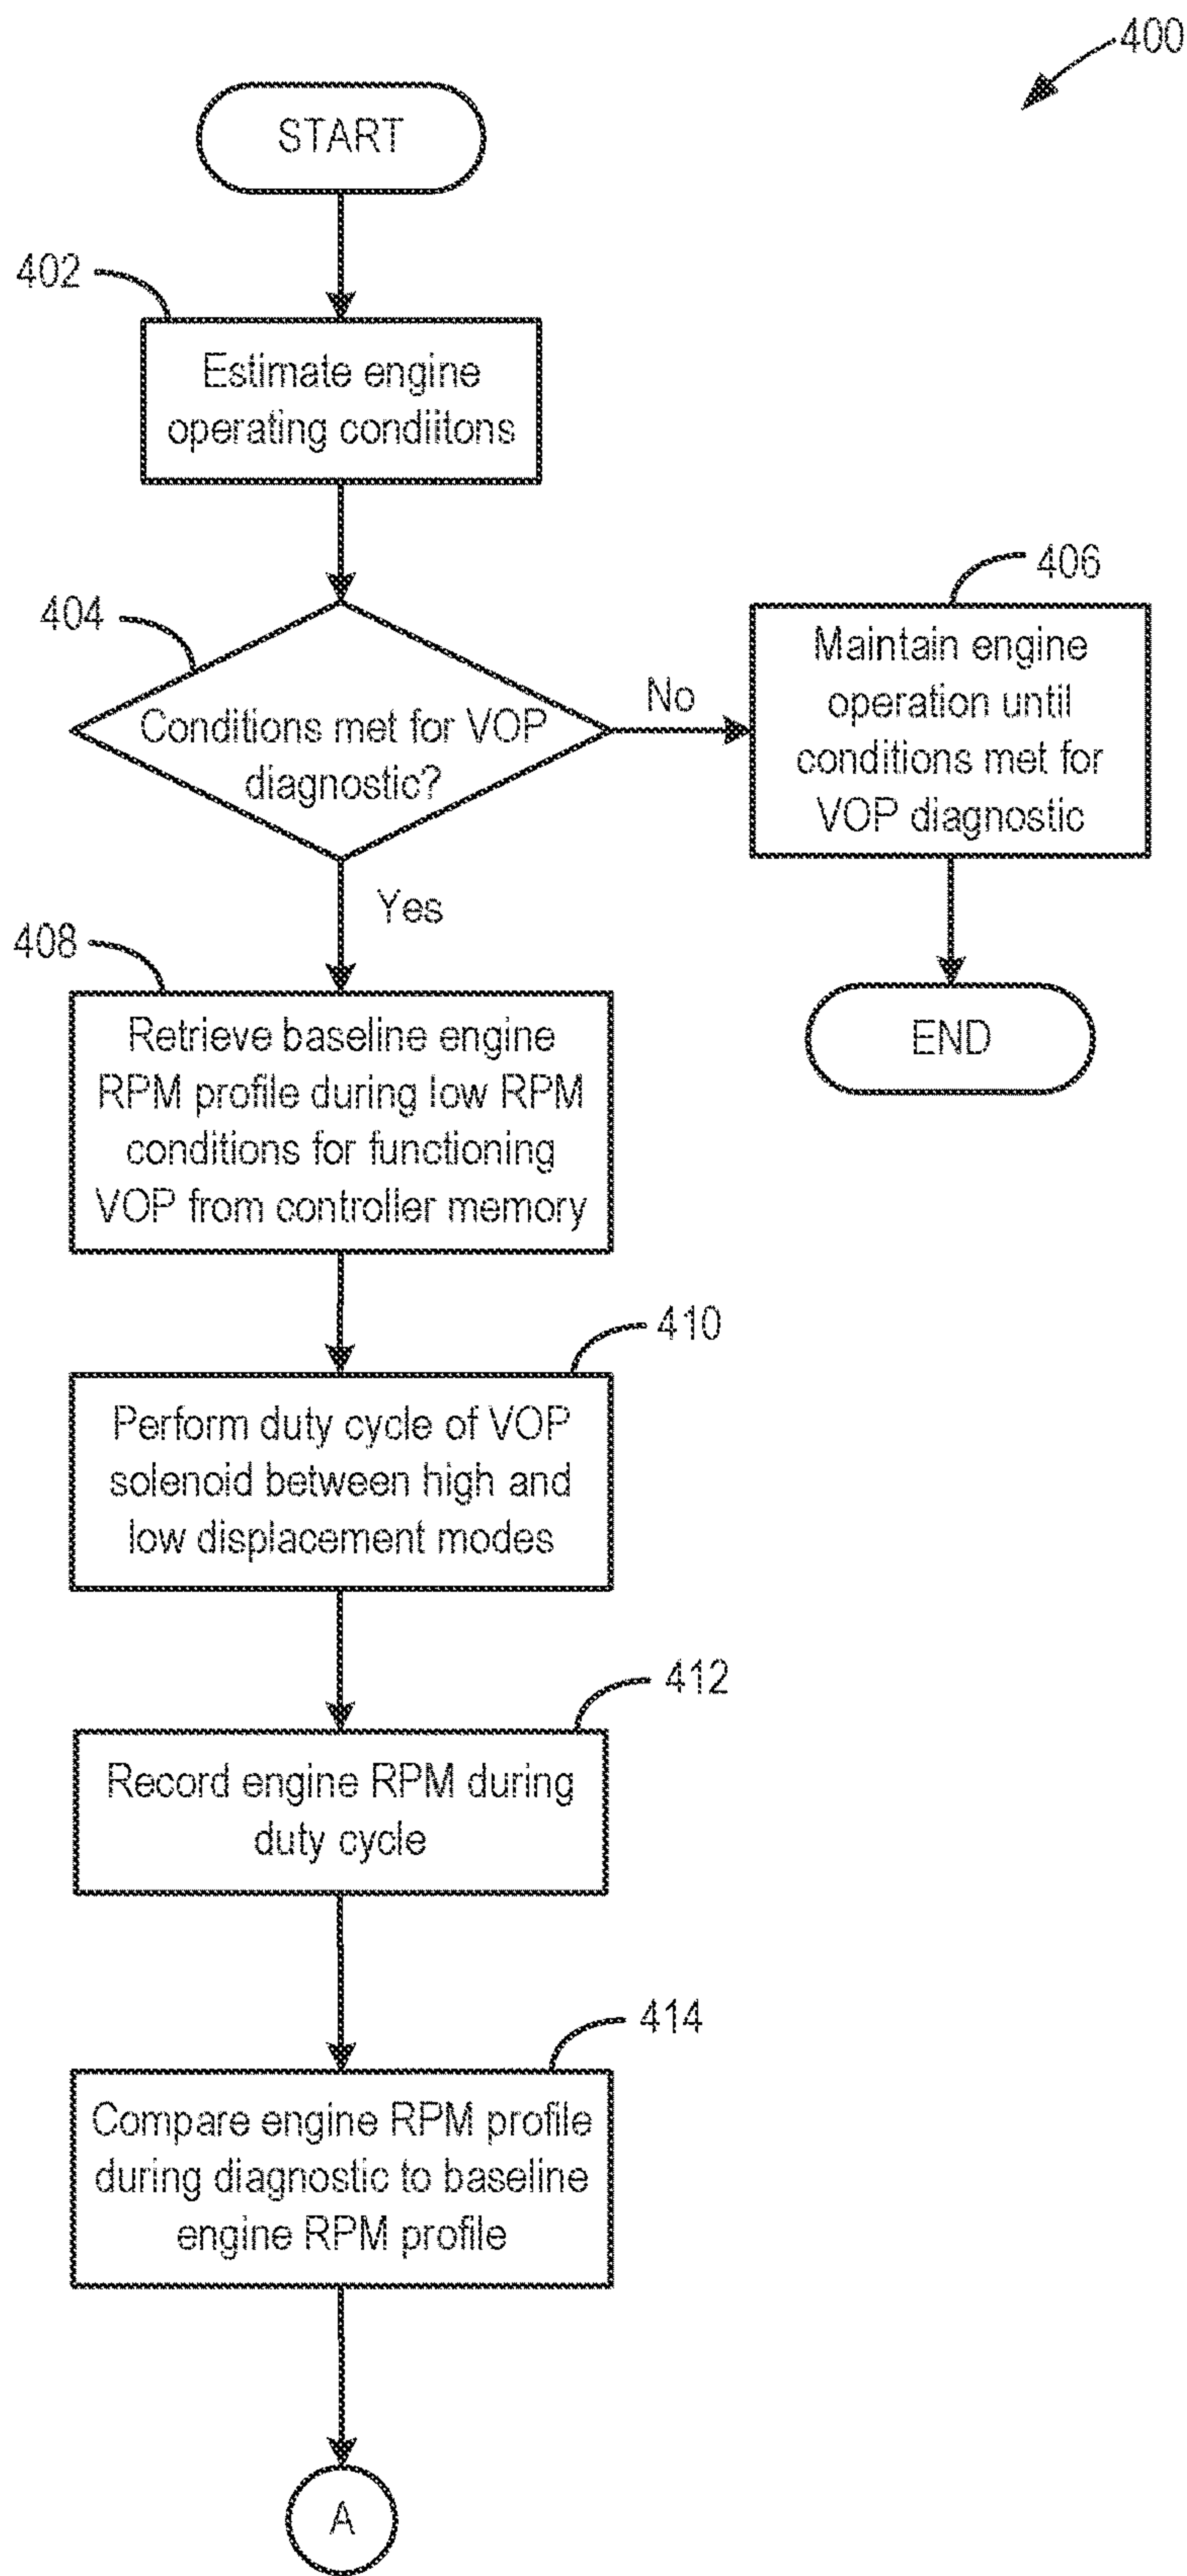 400
START
402
Estimate engine
operating condiitons
404
Conditions met for VOP
diagnostic?
No
406
Maintain engine
operation until
conditions met for
VOP diagnostic
END
Yes
408
Retrieve baseline engine
RPM profile during low RPM
conditions for functioning
VOP from controller memory
410
Perform duty cycle of VOP
solenoid between high and
low displacement modes
412
Record engine RPM during
duty cycle
414
Compare engine RPM profile
during diagnostic to baseline
engine RPM profile
A